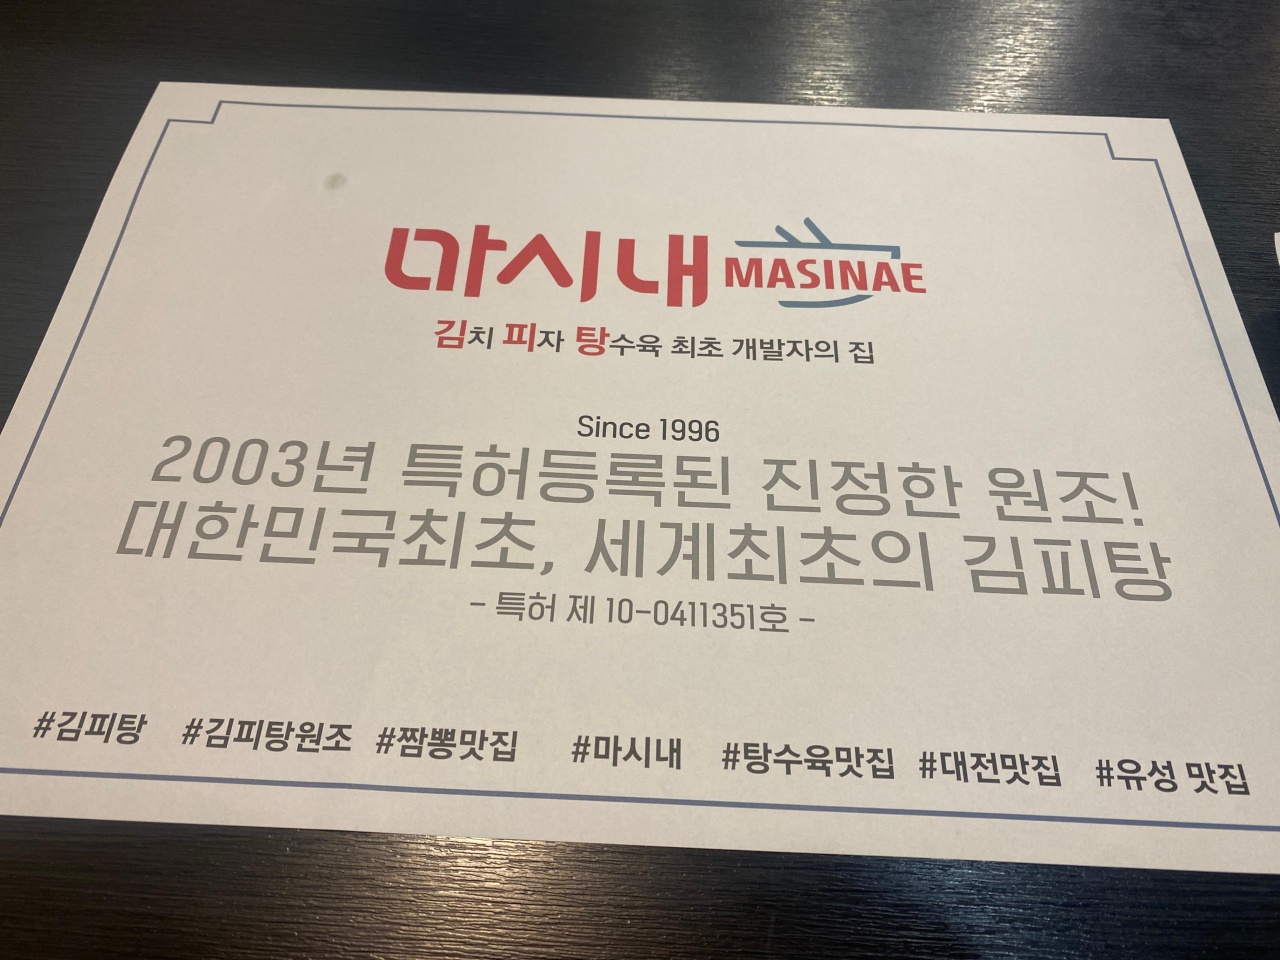 마시내 MASINAE
김치 피자 탕수육 최초 개발자의 집
Since 1996
2003년 특허등록된 진정한 원조!
대한민국최초, 세계최초의 김피탕
- 특허 제 10-0411351호 -
#김피탕 #김피탕원조 #짬뽕맛집 #마시내 #탕수육맛집 #대전맛집 #유성 맛집